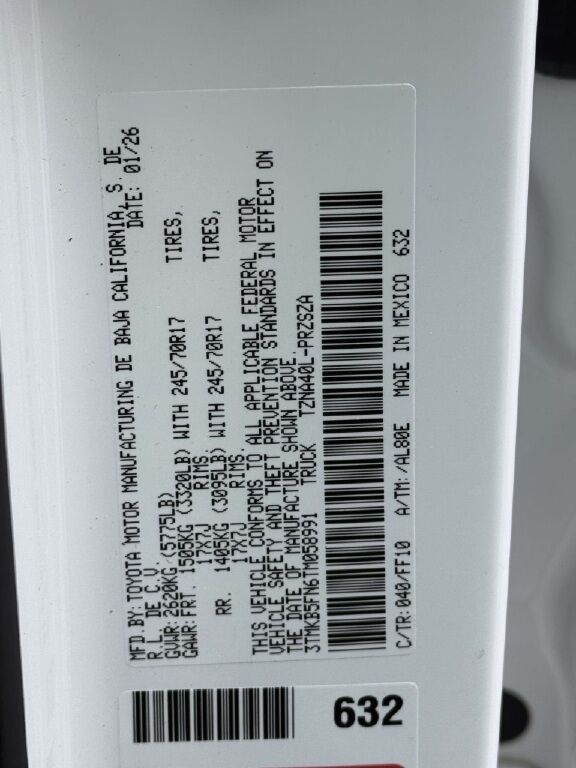 MFD.BY: TOYOTA MOTOR MANUFACTURING DE BAJA CALIFORNIA, S. DE
R.L. DE C.V. DATE: 01/26
GVWR: 2620KG (5775LB)
GAWR: FRT. 1505KG (3320LB) WITH 245/70R17 TIRES,
17X7J RIMS.
RR. 1405KG (3095LB) WITH 245/70R17 TIRES,
17X7J RIMS.
THIS VEHICLE CONFORMS TO ALL APPLICABLE FEDERAL MOTOR
VEHICLE SAFETY AND THEFT PREVENTION STANDARDS IN EFFECT ON
THE DATE OF MANUFACTURE SHOWN ABOVE.
3TMKB5FN6TM058991 TRUCK TZNA40L-PRZSZA
C/TR: 040/FF10 A/TM: /AL80E MADE IN MEXICO 632
632